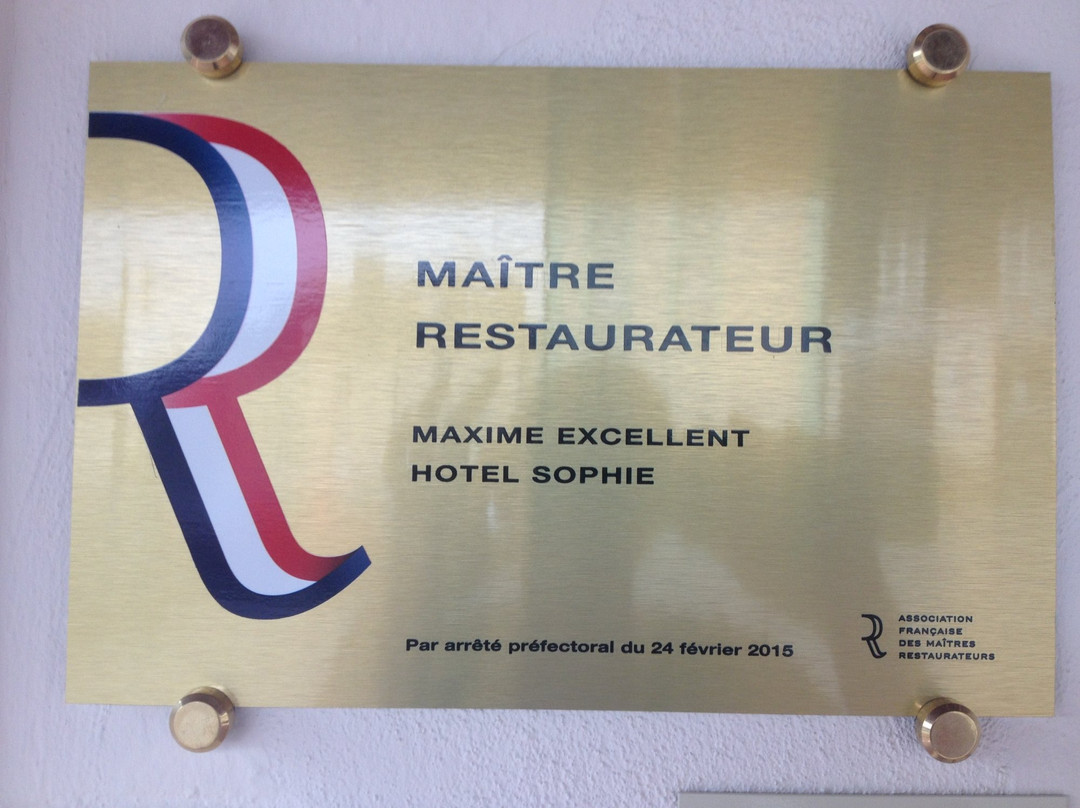 MAÎTRE
RESTAURATEUR
MAXIME EXCELLENT
HOTEL SOPHIE
Par arrêté préfectoral du 24 février 2015
ASSOCIATION
FRANÇAISE
DES MAÎTRES
RESTAURATEURS